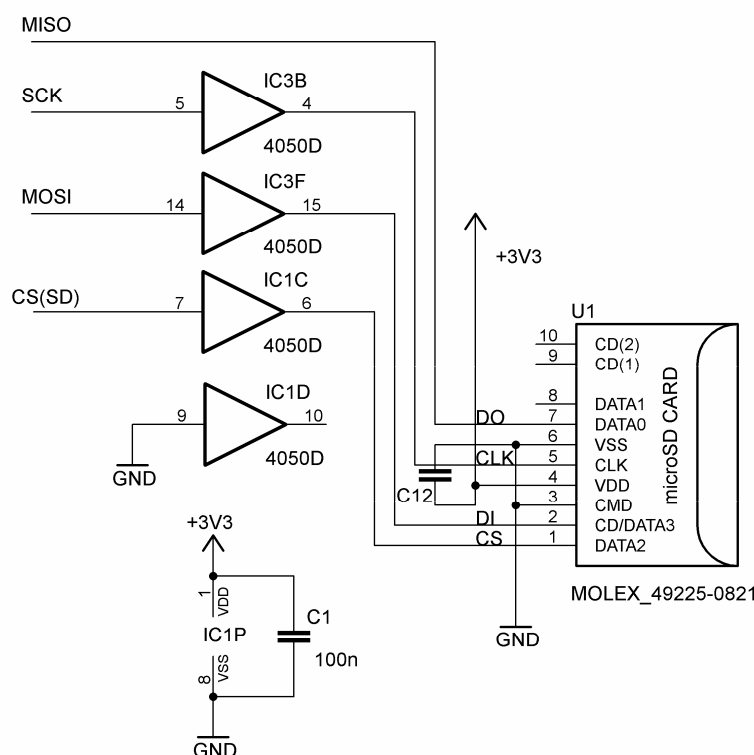 MISO
SCK
5
IC3B
4
4050D
MOSI
14
IC3F
15
4050D
CS(SD)
7
IC1C
6
4050D
9
IC1D
10
4050D
GND
+3V3
U1
10 CD(2)
9 CD(1)
8 DATA1
DO 7 DATA0
6 VSS
CLK 5 CLK
4 VDD
3 CMD
DI 2 CD/DATA3
CS 1 DATA2
microSD CARD
C12
MOLEX_49225-0821
GND
+3V3
1
VDD
IC1P
C1
100n
8
VSS
GND